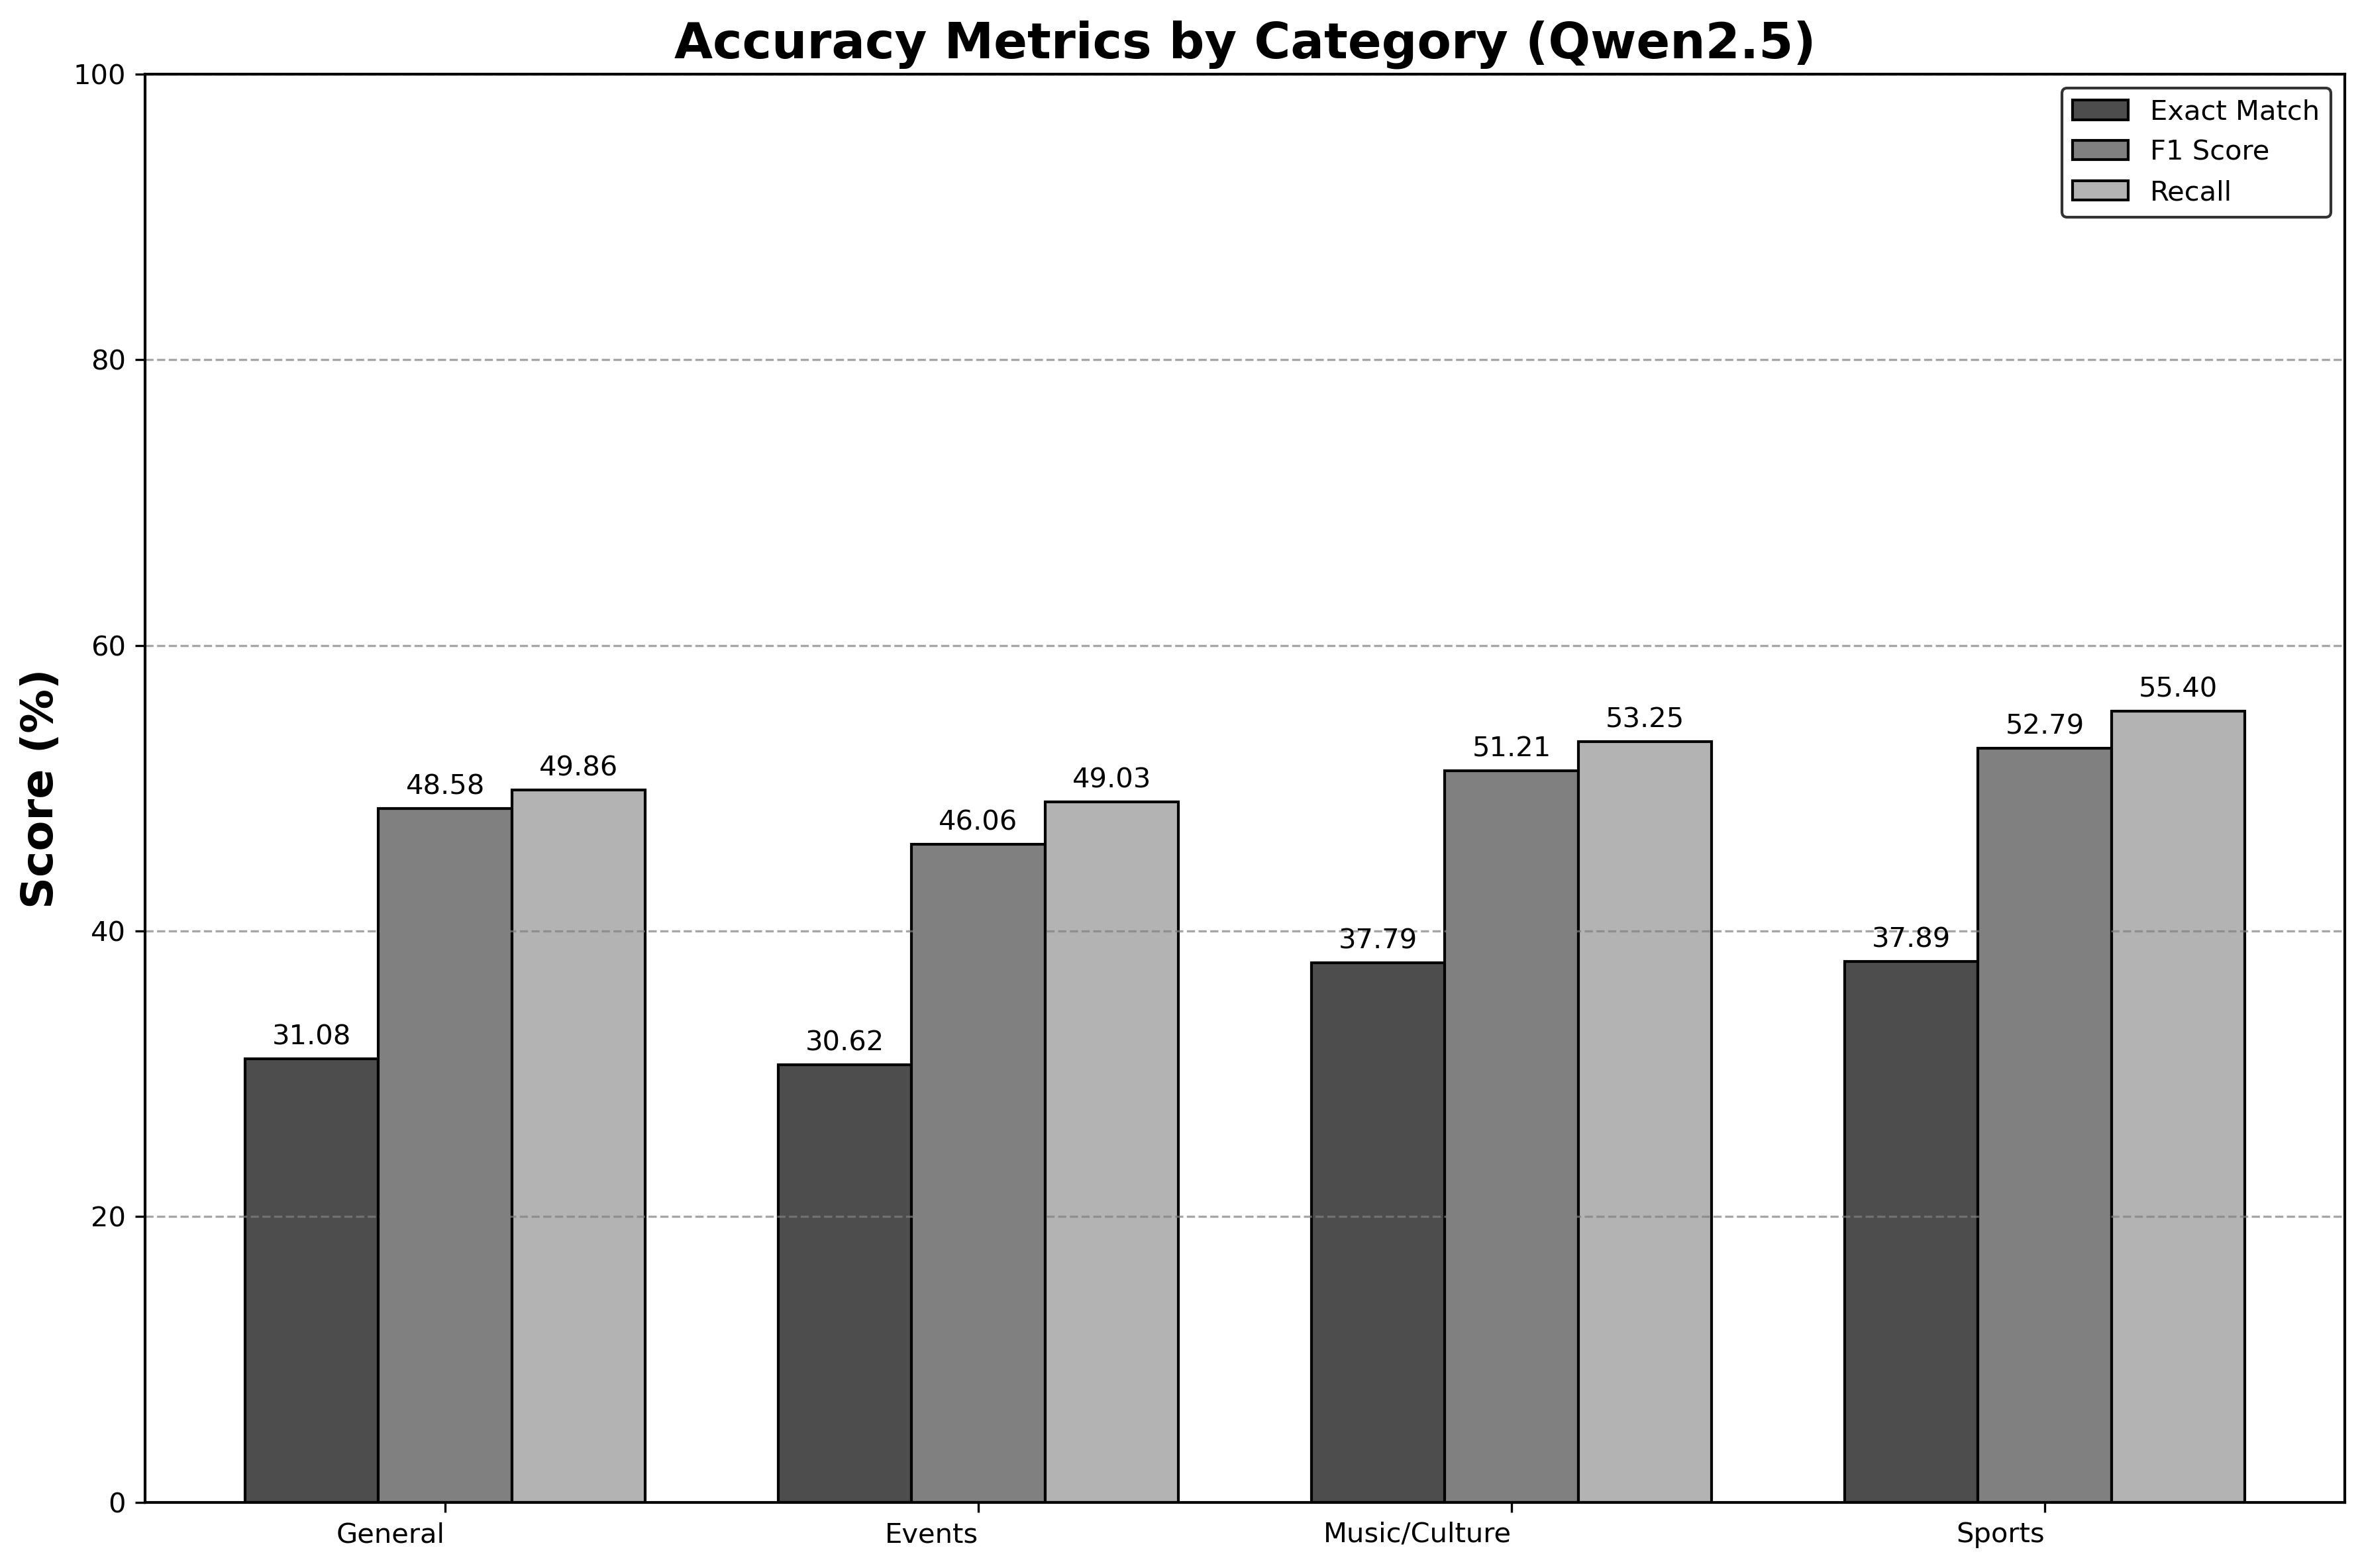 Accuracy Metrics by Category (Qwen2.5)
Score (%)
100
80
60
40
20
0
Exact Match
F1 Score
Recall
31.08
48.58
49.86
30.62
46.06
49.03
37.79
51.21
53.25
37.89
52.79
55.40
General
Events
Music/Culture
Sports